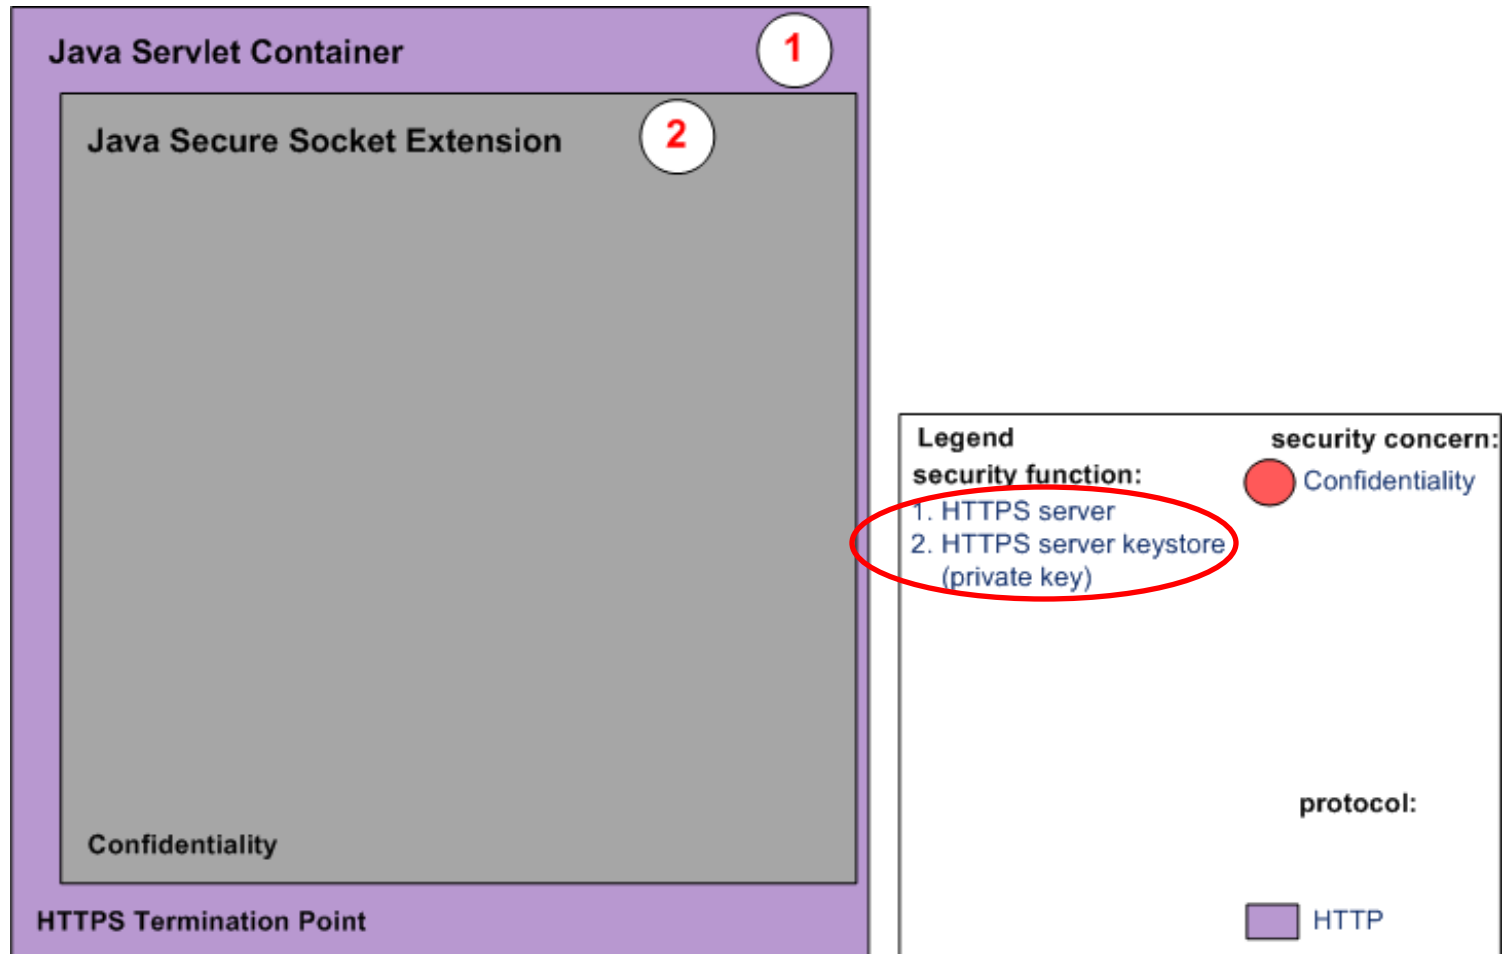 Java Servlet Container
1
Java Secure Socket Extension
2
Confidentiality
HTTPS Termination Point
Legend
security function:
1. HTTPS server
2. HTTPS server keystore
(private key)
security concern:
Confidentiality
protocol:
HTTP